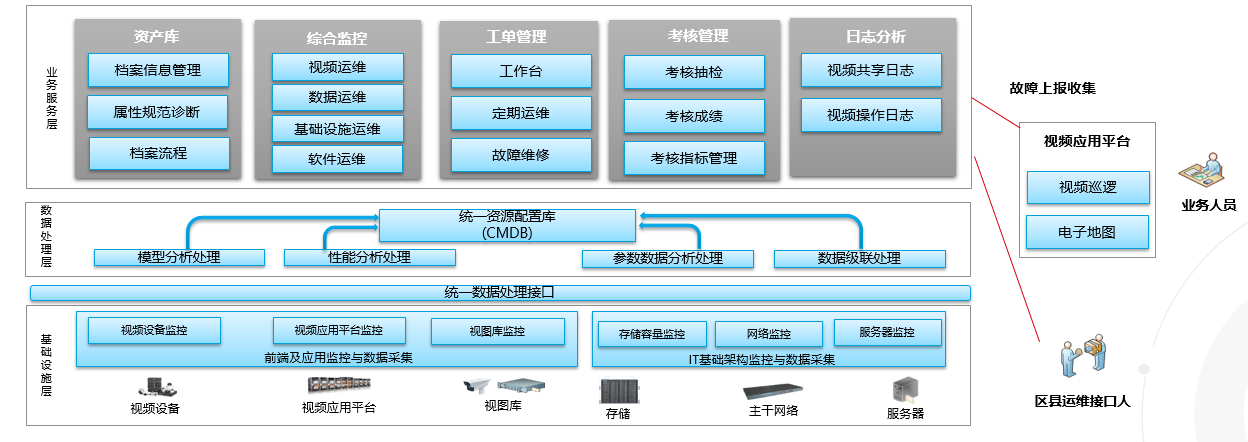 业务服务层
资产库
档案信息管理
属性规范诊断
档案流程
综合监控
视频运维
数据运维
基础设施运维
软件运维
工单管理
工作台
定期运维
故障维修
考核管理
考核抽检
考核成绩
考核指标管理
日志分析
视频共享日志
视频操作日志
故障上报收集
视频应用平台
视频巡逻
电子地图
业务人员
数据处理层
统一资源配置库
(CMDB)
模型分析处理
性能分析处理
参数数据分析处理
数据级联处理
统一数据处理接口
基础设施层
视频设备监控
视频应用平台监控
视图库监控
前端及应用监控与数据采集
存储容量监控
网络监控
服务器监控
IT基础架构监控与数据采集
视频设备
视频应用平台
视图库
存储
主干网络
服务器
区县运维接口人